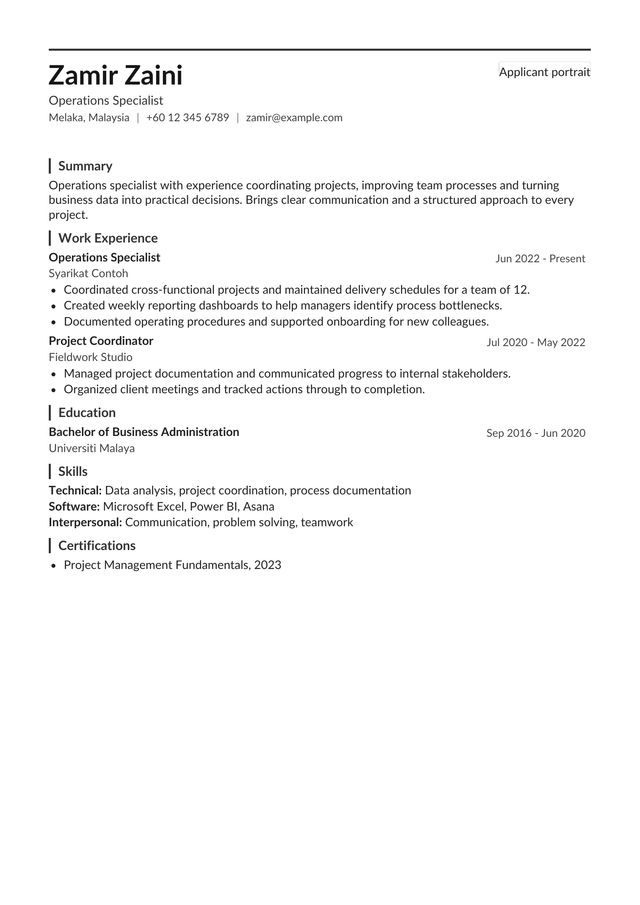 Zamir Zaini
Applicant portrait
Operations Specialist
Melaka, Malaysia | +60 12 345 6789 | zamir@example.com
Summary
Operations specialist with experience coordinating projects, improving team processes and turning
business data into practical decisions. Brings clear communication and a structured approach to every
project.
Work Experience
Operations Specialist Jun 2022 - Present
Syarikat Contoh
• Coordinated cross-functional projects and maintained delivery schedules for a team of 12.
• Created weekly reporting dashboards to help managers identify process bottlenecks.
• Documented operating procedures and supported onboarding for new colleagues.
Project Coordinator Jul 2020 - May 2022
Fieldwork Studio
• Managed project documentation and communicated progress to internal stakeholders.
• Organized client meetings and tracked actions through to completion.
Education
Bachelor of Business Administration Sep 2016 - Jun 2020
Universiti Malaya
Skills
Technical: Data analysis, project coordination, process documentation
Software: Microsoft Excel, Power BI, Asana
Interpersonal: Communication, problem solving, teamwork
Certifications
• Project Management Fundamentals, 2023